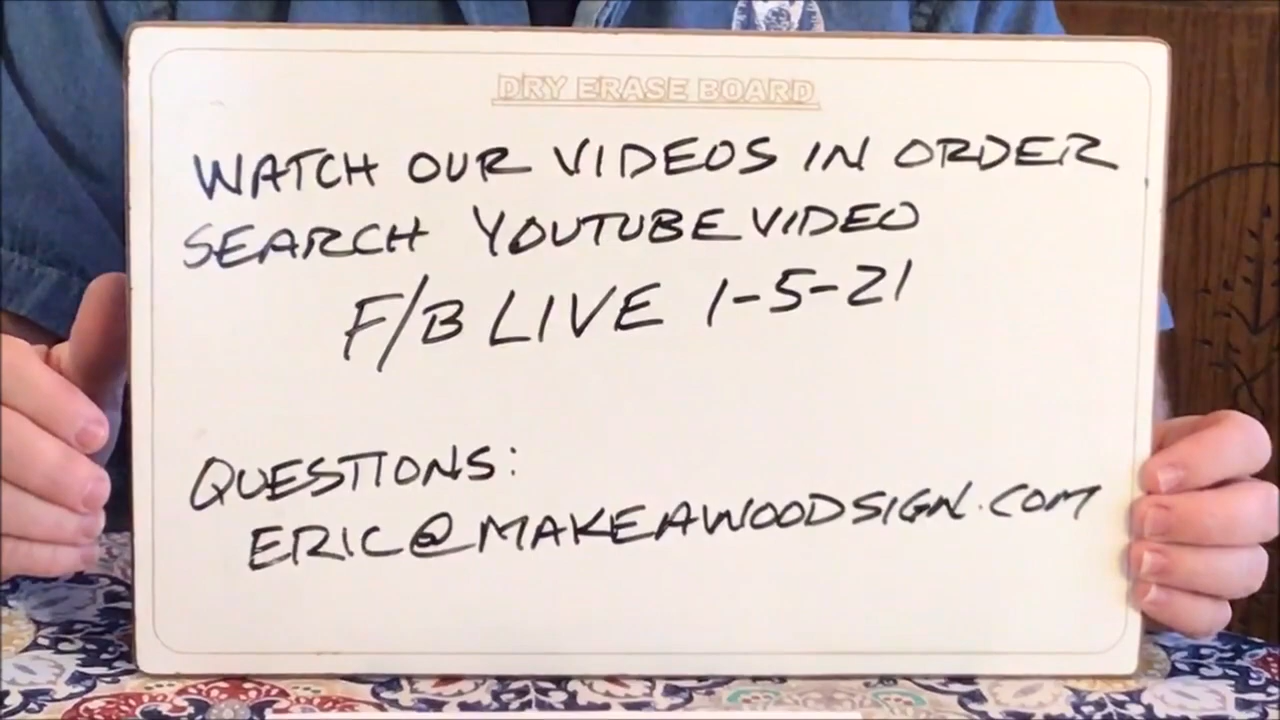 DRY ERASE BOARD
WATCH OUR VIDEOS IN ORDER
SEARCH YOUTUBE VIDEO
F/B LIVE 1-5-21
QUESTIONS:
ERIC@MAKEAWOODSIGN.COM